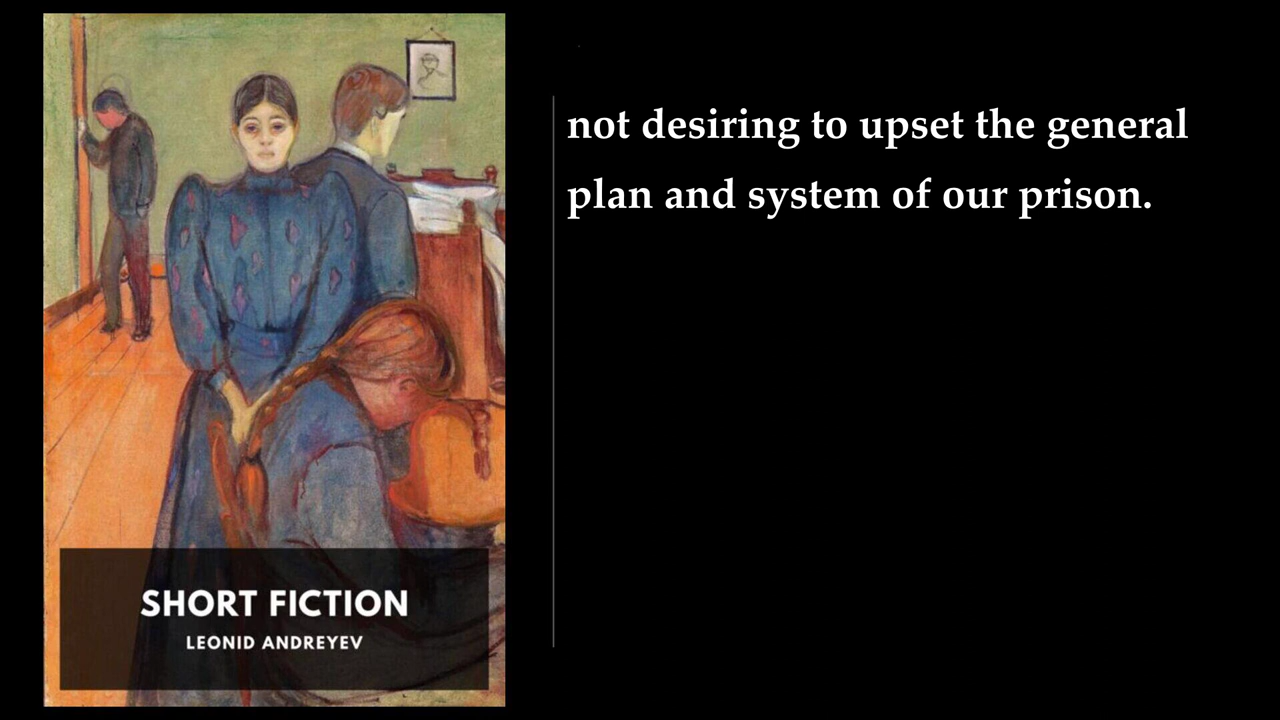 not desiring to upset the general
plan and system of our prison.
SHORT FICTION
LEONID ANDREYEV